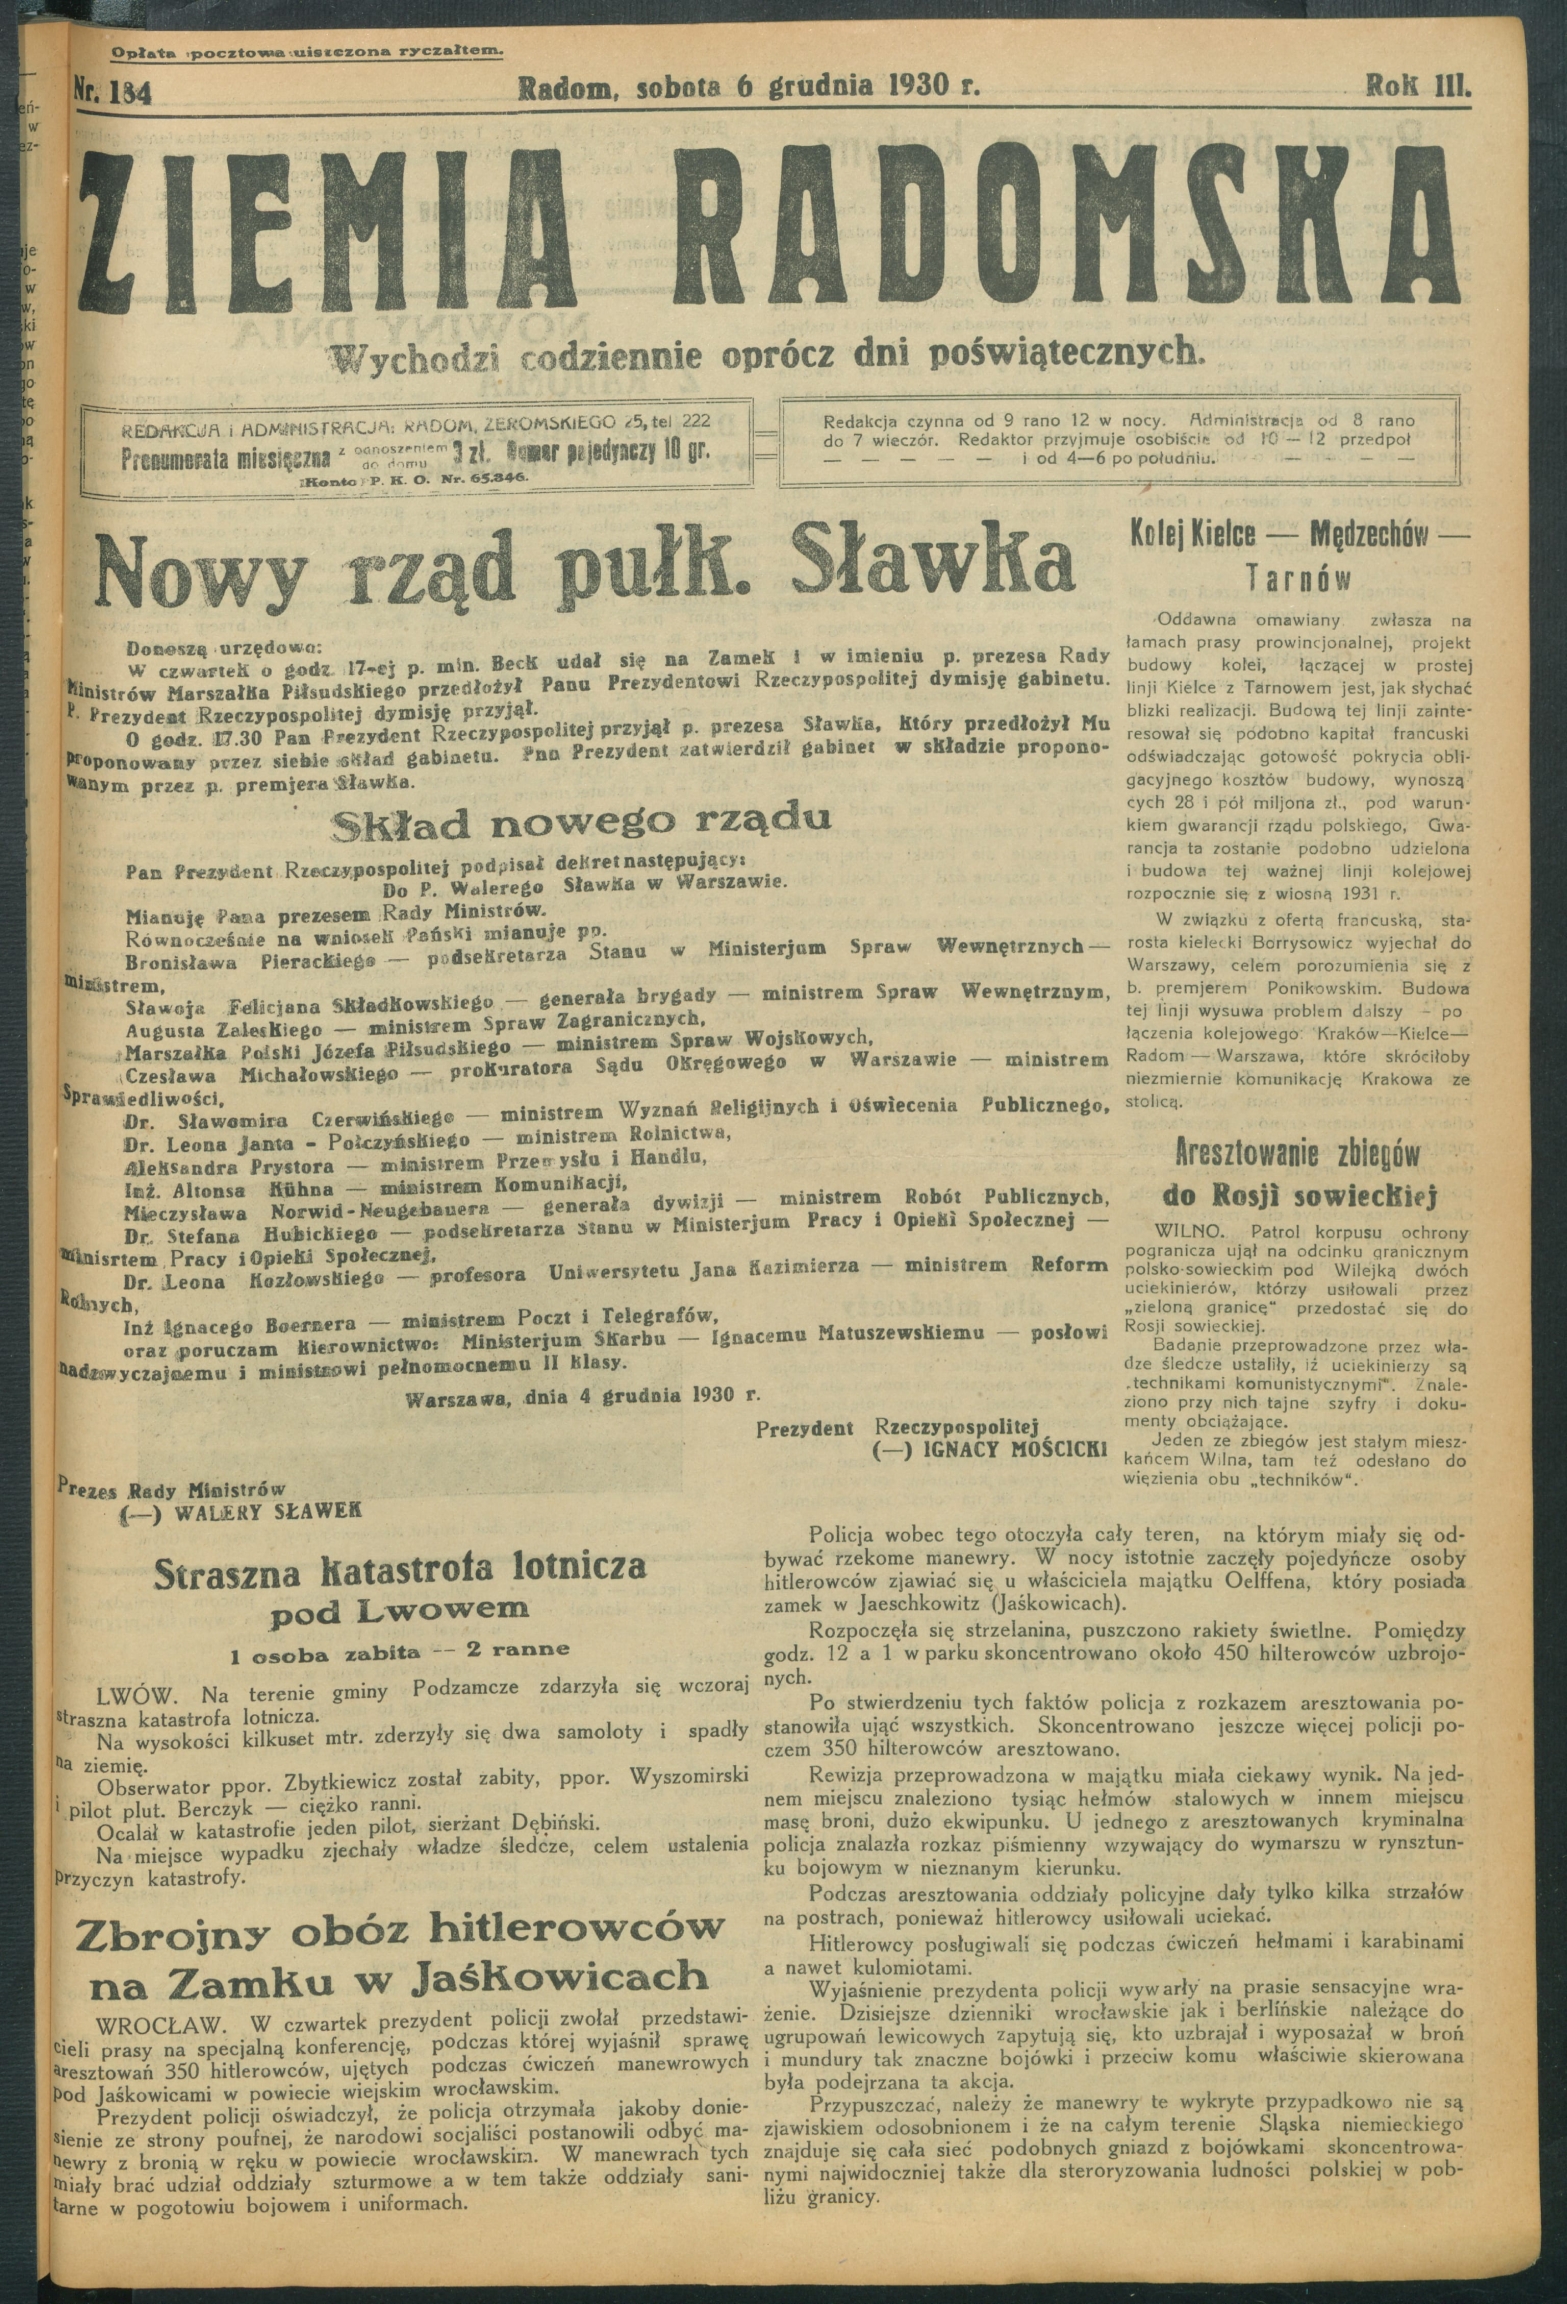 Opłata pocztowa uiszczona ryczałtem.
Nr. 184
Radom, sobota 6 grudnia 1930 r.
Rok III.
ZIEMIA RADOMSKA
Wychodzi codziennie oprócz dni poświątecznych.
REDAKCJA i ADMINISTRACJA: RADOM, ŻEROMSKIEGO 25, tel 222
Prenumerata miesięczna z odnoszeniem do domu 3 zł. Numer pojedynczy 10 gr.
Konto P. K. O. Nr. 65.346.
Redakcja czynna od 9 rano 12 w nocy. Administracja od 8 rano
do 7 wieczór. Redaktor przyjmuje osobiście od 10 — 12 przedpoł
— — — — — i od 4—6 po południu. — — — —
Nowy rząd pułk. Sławka
Donoszą urzędowo:
W czwartek o godz. 17-ej p. min. Beck udał się na Zamek i w imieniu p. prezesa Rady
Ministrów Marszałka Piłsudskiego przedłożył Panu Prezydentowi Rzeczypospolitej dymisję gabinetu.
P. Prezydent Rzeczypospolitej dymisję przyjął.
O godz. 17.30 Pan Prezydent Rzeczypospolitej przyjął p. prezesa Sławka, który przedłożył Mu
proponowany przez siebie skład gabinetu. Pan Prezydent zatwierdził gabinet w składzie propono-
wanym przez p. premjera Sławka.
Skład nowego rządu
Pan Prezydent Rzeczypospolitej podpisał dekret następujący:
Do P. Walerego Sławka w Warszawie.
Mianuję Pana prezesem Rady Ministrów.
Równocześnie na wniosek Pański mianuje pp.
Bronisława Pierackiego — podsekretarza Stanu w Ministerjum Spraw Wewnętrznych —
ministrem,
Sławoja Felicjana Składkowskiego — generała brygady — ministrem Spraw Wewnętrznym,
Augusta Zaleskiego — ministrem Spraw Zagranicznych,
Marszałka Polski Józefa Piłsudskiego — ministrem Spraw Wojskowych,
Czesława Michałowskiego — prokuratora Sądu Okręgowego w Warszawie — ministrem
Sprawiedliwości,
Dr. Sławomira Czerwińskiego — ministrem Wyznań Religijnych i Oświecenia Publicznego,
Dr. Leona Janta - Połczyńskiego — ministrem Rolnictwa,
Aleksandra Prystora — ministrem Przemysłu i Handlu,
Inż. Altonsa Kühna — ministrem Komunikacji,
Mieczysława Norwid-Neugebauera — generała dywizji — ministrem Robót Publicznych,
Dr. Stefana Hubickiego — podsekretarza Stanu w Ministerjum Pracy i Opieki Społecznej —
minisrtem Pracy i Opieki Społecznej,
Dr. Leona Kozłowskiego — profesora Uniwersytetu Jana Kazimierza — ministrem Reform
Rolnych,
Inż Ignacego Boernera — ministrem Poczt i Telegrafów,
oraz poruczam kierownictwo: Ministerjum Skarbu — Ignacemu Matuszewskiemu — posłowi
nadzwyczajnemu i ministrowi pełnomocnemu II klasy.
Warszawa, dnia 4 grudnia 1930 r.
Prezydent Rzeczypospolitej
(—) IGNACY MOŚCICKI
Prezes Rady Ministrów
(—) WALERY SŁAWEK
Kolej Kielce — Mędzechów —
Tarnów
Oddawna omawiany zwłasza na
łamach prasy prowincjonalnej, projekt
budowy kolei, łączącej w prostej
linji Kielce z Tarnowem jest, jak słychać
blizki realizacji. Budową tej linji zainte-
resował się podobno kapitał francuski
odświadczając gotowość pokrycia obli-
gacyjnego kosztów budowy, wynoszą
cych 28 i pół miljona zł., pod warun-
kiem gwarancji rządu polskiego, Gwa-
rancja ta zostanie podobno udzielona
i budowa tej ważnej linji kolejowej
rozpocznie się z wiosną 1931 r.
W związku z ofertą francuską, sta-
rosta kielecki Borrysowicz wyjechał do
Warszawy, celem porozumienia się z
b. premjerem Ponikowskim. Budowa
tej linji wysuwa problem dalszy - po
łączenia kolejowego Kraków—Kielce—
Radom — Warszawa, które skróciłoby
niezmiernie komunikację Krakowa ze
stolicą.
Aresztowanie zbiegów
do Rosji sowieckiej
WILNO. Patrol korpusu ochrony
pogranicza ujął na odcinku granicznym
polsko-sowieckim pod Wilejką dwóch
uciekinierów, którzy usiłowali przez
„zieloną granicę" przedostać się do
Rosji sowieckiej.
Badanie przeprowadzone przez wła-
dze śledcze ustaliły, iż uciekinierzy są
„technikami komunistycznymi". Znale-
ziono przy nich tajne szyfry i doku-
menty obciążające.
Jeden ze zbiegów jest stałym miesz-
kańcem Wilna, tam też odesłano do
więzienia obu „techników".
Straszna katastrofa lotnicza
pod Lwowem
1 osoba zabita — 2 ranne
LWÓW. Na terenie gminy Podzamcze zdarzyła się wczoraj
straszna katastrofa lotnicza.
Na wysokości kilkuset mtr. zderzyły się dwa samoloty i spadły
na ziemię.
Obserwator ppor. Zbytkiewicz został zabity, ppor. Wyszomirski
i pilot plut. Berczyk — ciężko ranni.
Ocalał w katastrofie jeden pilot, sierżant Dębiński.
Na miejsce wypadku zjechały władze śledcze, celem ustalenia
przyczyn katastrofy.
Zbrojny obóz hitlerowców
na Zamku w Jaśkowicach
WROCŁAW. W czwartek prezydent policji zwołał przedstawi-
cieli prasy na specjalną konferencję, podczas której wyjaśnił sprawę
aresztowań 350 hitlerowców, ujętych podczas ćwiczeń manewrowych
pod Jaśkowicami w powiecie wiejskim wrocławskim.
Prezydent policji oświadczył, że policja otrzymała jakoby donie-
sienie ze strony poufnej, że narodowi socjaliści postanowili odbyć ma-
newry z bronią w ręku w powiecie wrocławskim. W manewrach tych
miały brać udział oddziały szturmowe a w tem także oddziały sani-
tarne w pogotowiu bojowem i uniformach.
Policja wobec tego otoczyła cały teren, na którym miały się od-
bywać rzekome manewry. W nocy istotnie zaczęły pojedyńcze osoby
hitlerowców zjawiać się u właściciela majątku Oelffena, który posiada
zamek w Jaeschkowitz (Jaśkowicach).
Rozpoczęła się strzelanina, puszczono rakiety świetlne. Pomiędzy
godz. 12 a 1 w parku skoncentrowano około 450 hilterowców uzbrojo-
nych.
Po stwierdzeniu tych faktów policja z rozkazem aresztowania po-
stanowiła ująć wszystkich. Skoncentrowano jeszcze więcej policji po-
czem 350 hilterowców aresztowano.
Rewizja przeprowadzona w majątku miała ciekawy wynik. Na jed-
nem miejscu znaleziono tysiąc hełmów stalowych w innem miejscu
masę broni, dużo ekwipunku. U jednego z aresztowanych kryminalna
policja znalazła rozkaz piśmienny wzywający do wymarszu w rynsztun-
ku bojowym w nieznanym kierunku.
Podczas aresztowania oddziały policyjne dały tylko kilka strzałów
na postrach, ponieważ hitlerowcy usiłowali uciekać.
Hitlerowcy posługiwali się podczas ćwiczeń hełmami i karabinami
a nawet kulomiotami.
Wyjaśnienie prezydenta policji wywarły na prasie sensacyjne wra-
żenie. Dzisiejsze dzienniki wrocławskie jak i berlińskie należące do
ugrupowań lewicowych zapytują się, kto uzbrajał i wyposażał w broń
i mundury tak znaczne bojówki i przeciw komu właściwie skierowana
była podejrzana ta akcja.
Przypuszczać, należy że manewry te wykryte przypadkowo nie są
zjawiskiem odosobnionem i że na całym terenie Śląska niemieckiego
znajduje się cała sieć podobnych gniazd z bojówkami skoncentrowa-
nymi najwidoczniej także dla steroryzowania ludności polskiej w pob-
liżu granicy.